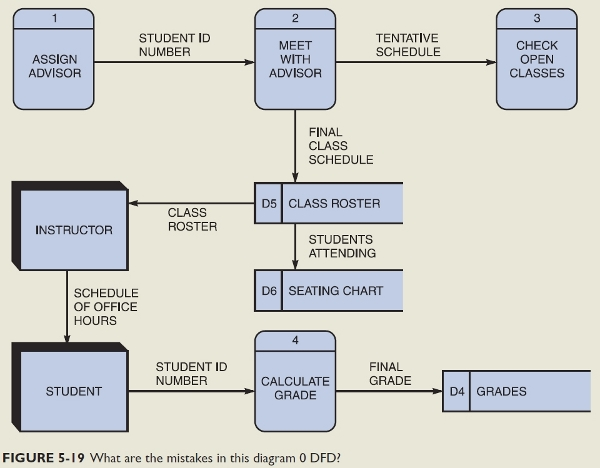 1
ASSIGN
ADVISOR
STUDENT ID
NUMBER
2
MEET
WITH
ADVISOR
TENTATIVE
SCHEDULE
3
CHECK
OPEN
CLASSES
FINAL
CLASS
SCHEDULE
INSTRUCTOR
CLASS
ROSTER
D5 CLASS ROSTER
STUDENTS
ATTENDING
D6 SEATING CHART
SCHEDULE
OF OFFICE
HOURS
STUDENT
STUDENT ID
NUMBER
4
CALCULATE
GRADE
FINAL
GRADE
D4 GRADES
FIGURE 5-19 What are the mistakes in this diagram 0 DFD?